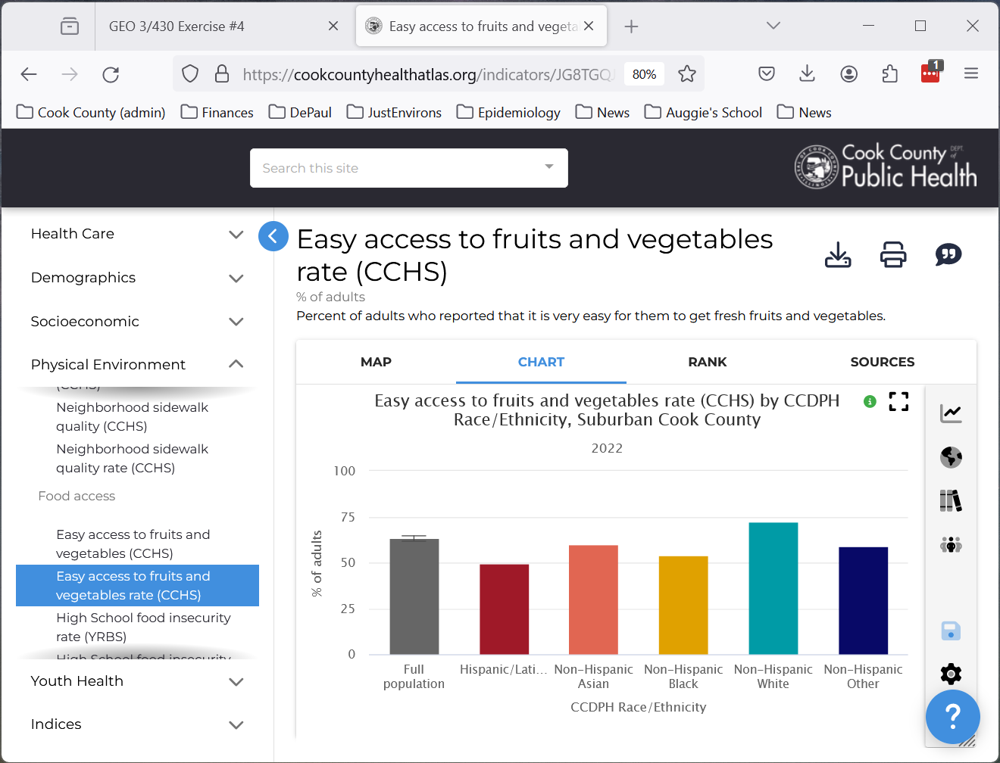 GEO 3/430 Exercise #4
Easy access to fruits and vegeta
https://cookcountyhealthatlas.org/indicators/JG8TGQ
80%
1
Cook County (admin)
Finances
DePaul
JustEnvirons
Epidemiology
News
Auggie's School
News
Search this site
Cook County DEPT. of
Public Health
Health Care
Demographics
Socioeconomic
Physical Environment
(CCHS)
Neighborhood sidewalk
quality (CCHS)
Neighborhood sidewalk
quality rate (CCHS)
Food access
Easy access to fruits and
vegetables (CCHS)
Easy access to fruits and
vegetables rate (CCHS)
High School food insecurity
rate (YRBS)
High School food insecurity
Youth Health
Indices
Easy access to fruits and vegetables
rate (CCHS)
% of adults
Percent of adults who reported that it is very easy for them to get fresh fruits and vegetables.
MAP
CHART
RANK
SOURCES
Easy access to fruits and vegetables rate (CCHS) by CCDPH
Race/Ethnicity, Suburban Cook County
2022
% of adults
100
75
50
25
0
Full
population
Hispanic/Lati...
Non-Hispanic
Asian
Non-Hispanic
Black
Non-Hispanic
White
Non-Hispanic
Other
CCDPH Race/Ethnicity
?